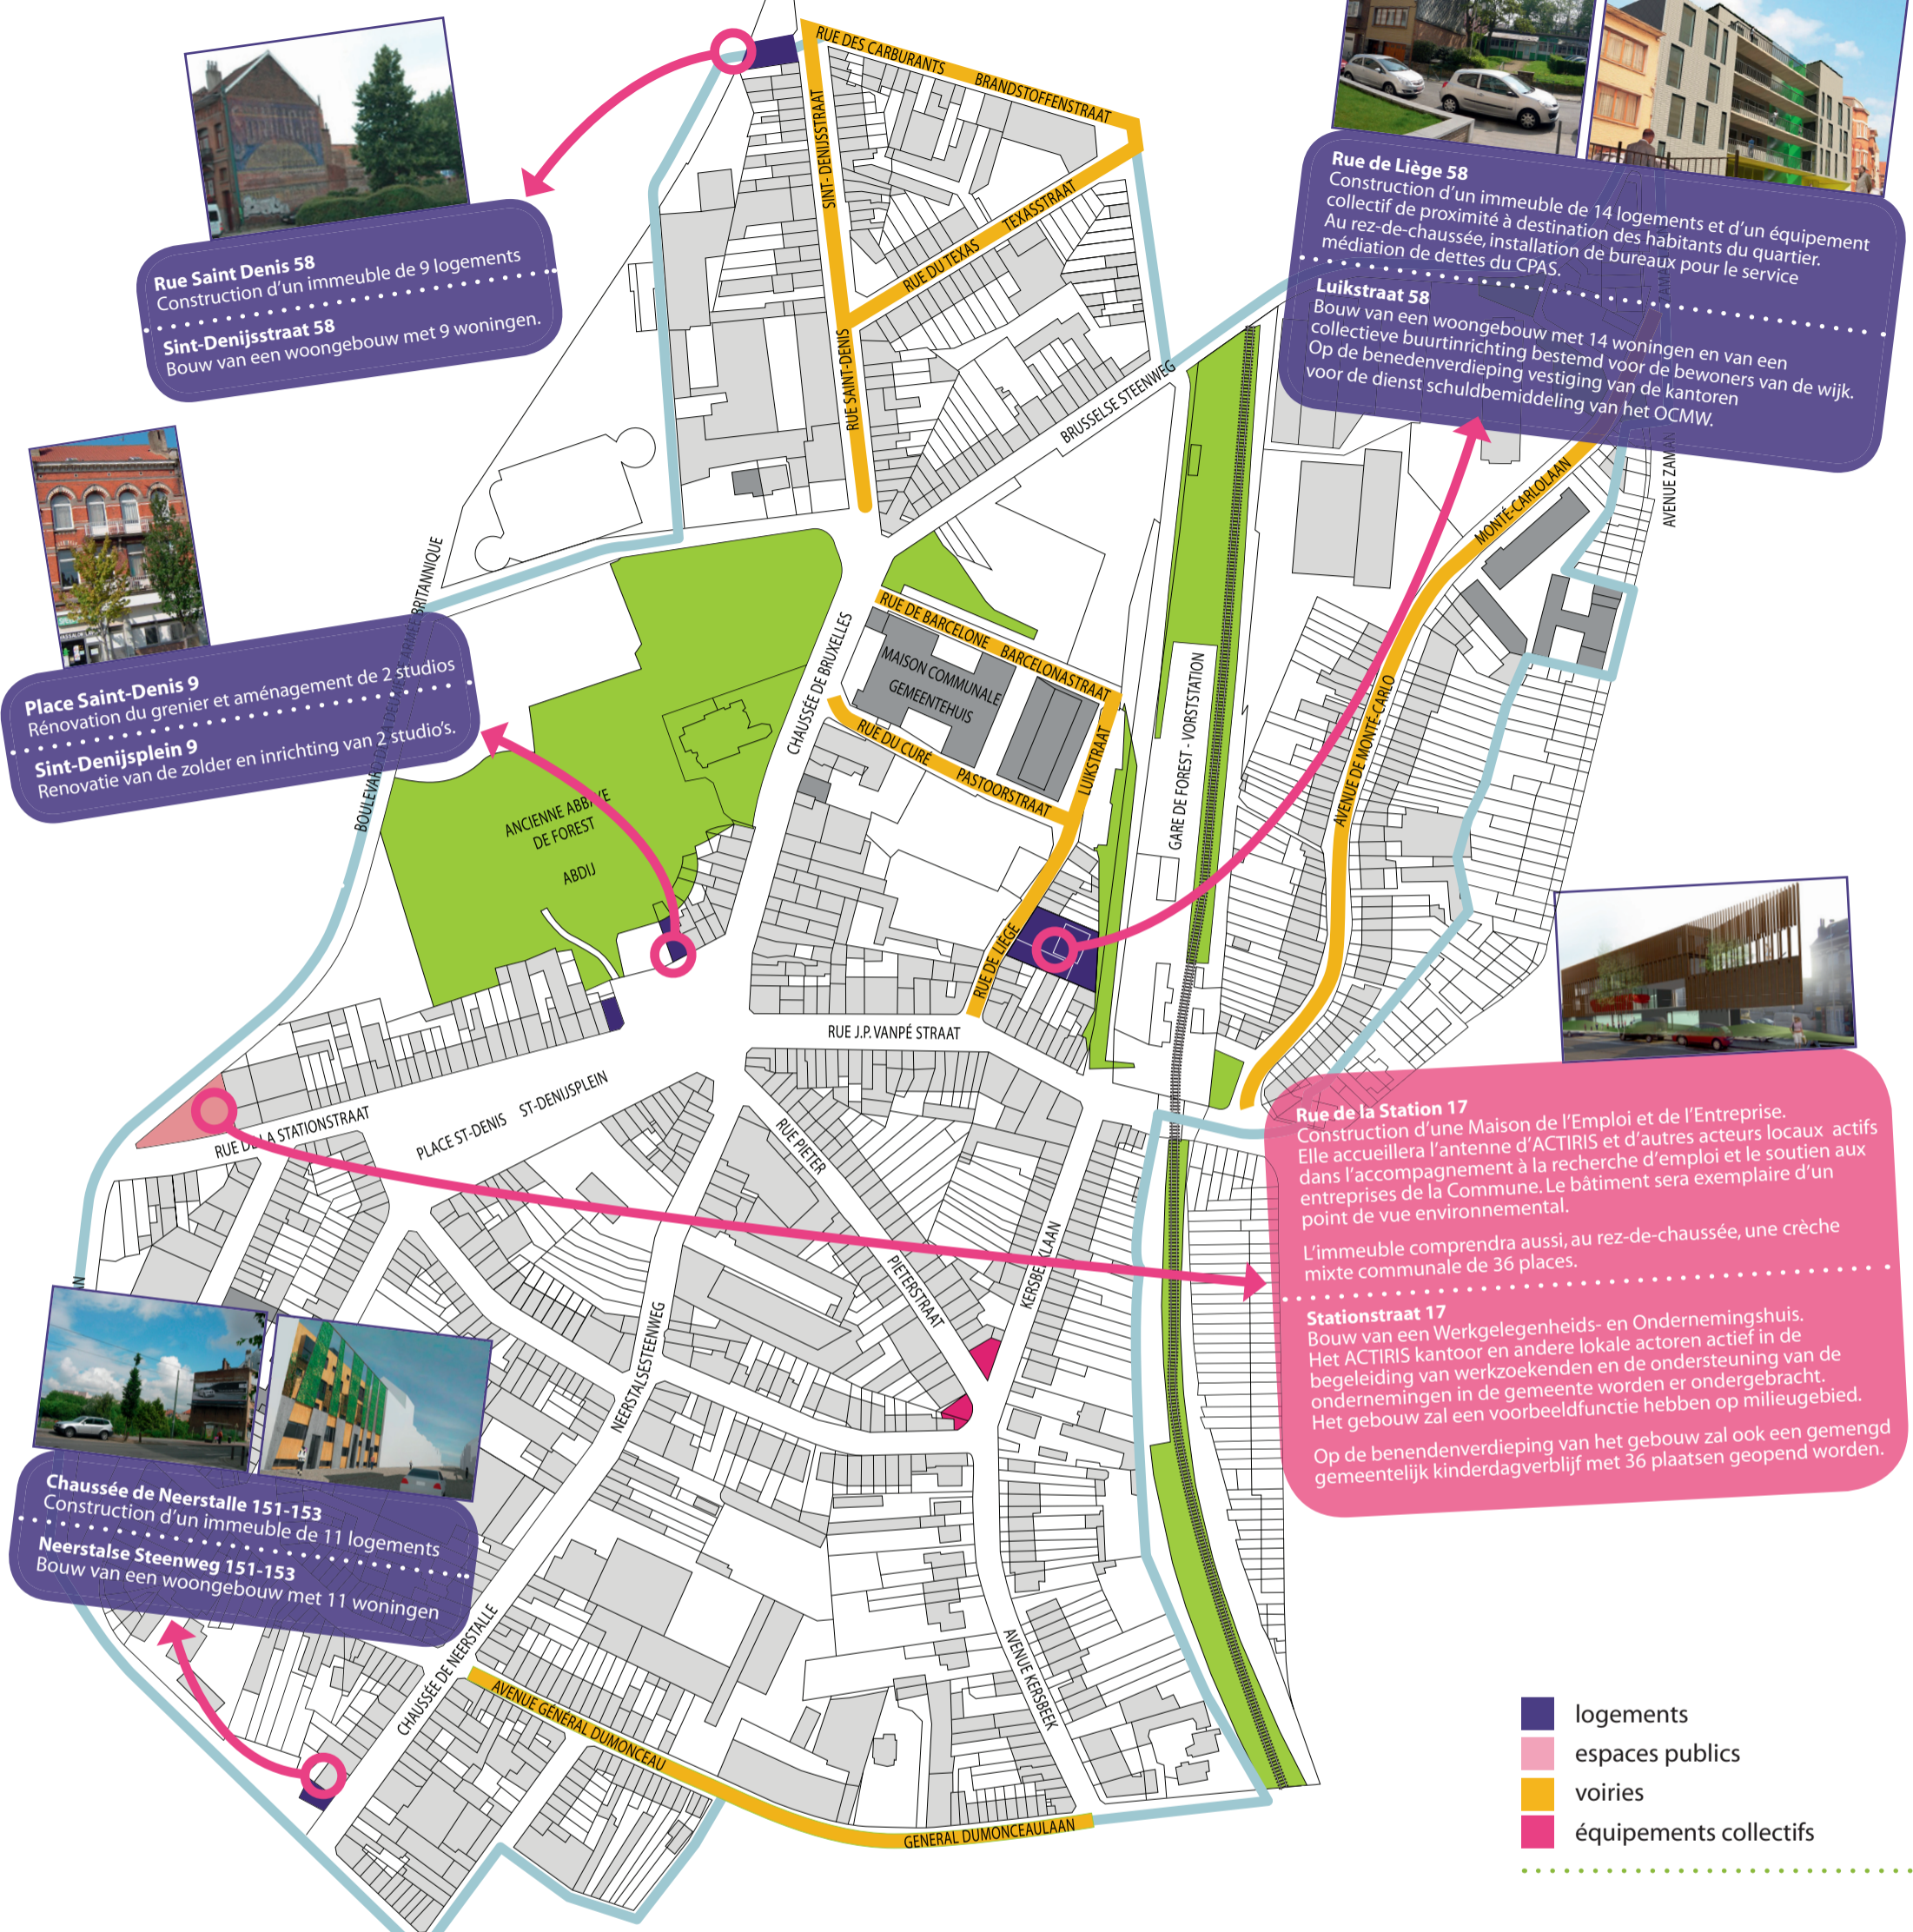 RUE DES CARBURANTS BRANDSTOFFENSTRAAT
SINT- DENIJSSTRAAT
RUE SAINT-DENIS
RUE DU TEXAS TEXASSTRAAT
BRUSSELSE STEENWEG
Rue Saint Denis 58
Construction d'un immeuble de 9 logements
Sint-Denijsstraat 58
Bouw van een woongebouw met 9 woningen.
Rue de Liège 58
Construction d'un immeuble de 14 logements et d'un équipement
collectif de proximité à destination des habitants du quartier.
Au rez-de-chaussée, installation de bureaux pour le service
médiation de dettes du CPAS.
Luikstraat 58
Bouw van een woongebouw met 14 woningen en van een
collectieve buurtinrichting bestemd voor de bewoners van de wijk.
Op de benedenverdieping vestiging van de kantoren
voor de dienst schuldbemiddeling van het OCMW.
AVENUE ZAMAN
MONTÉ-CARLOLAAN
AVENUE DE MONTÉ-CARLO
RUE DE BARCELONE BARCELONASTRAAT
MAISON COMMUNALE
GEMEENTEHUIS
RUE DU CURÉ PASTOORSTRAAT
LUIKSTRAAT
RUE DE LIÈGE
GARE DE FOREST - VORSTSTATION
CHAUSSÉE DE BRUXELLES
Place Saint-Denis 9
Rénovation du grenier et aménagement de 2 studios
Sint-Denijsplein 9
Renovatie van de zolder en inrichting van 2 studio's.
BOULEVARD DE LA DEUXIÈME ARMÉE BRITANNIQUE
ANCIENNE ABBAYE
DE FOREST
ABDIJ
RUE J.P. VANPÉ STRAAT
RUE DE LA STATIONSTRAAT
PLACE ST-DENIS ST-DENIJSPLEIN
RUE PIETER
PIETERSTRAAT
KERSBEEKLAAN
NEERSTALSESTEENWEG
Rue de la Station 17
Construction d'une Maison de l'Emploi et de l'Entreprise.
Elle accueillera l'antenne d'ACTIRIS et d'autres acteurs locaux actifs
dans l'accompagnement à la recherche d'emploi et le soutien aux
entreprises de la Commune. Le bâtiment sera exemplaire d'un
point de vue environnemental.
L'immeuble comprendra aussi, au rez-de-chaussée, une crèche
mixte communale de 36 places.
Stationstraat 17
Bouw van een Werkgelegenheids- en Ondernemingshuis.
Het ACTIRIS kantoor en andere lokale actoren actief in de
begeleiding van werkzoekenden en de ondersteuning van de
ondernemingen in de gemeente worden er ondergebracht.
Het gebouw zal een voorbeeldfunctie hebben op milieugebied.
Op de benendenverdieping van het gebouw zal ook een gemengd
gemeentelijk kinderdagverblijf met 36 plaatsen geopend worden.
Chaussée de Neerstalle 151-153
Construction d'un immeuble de 11 logements
Neerstalse Steenweg 151-153
Bouw van een woongebouw met 11 woningen
CHAUSSÉE DE NEERSTALLE
AVENUE GÉNÉRAL DUMONCEAU
GENERAL DUMONCEAULAAN
AVENUE KERSBEEK
logements
espaces publics
voiries
équipements collectifs